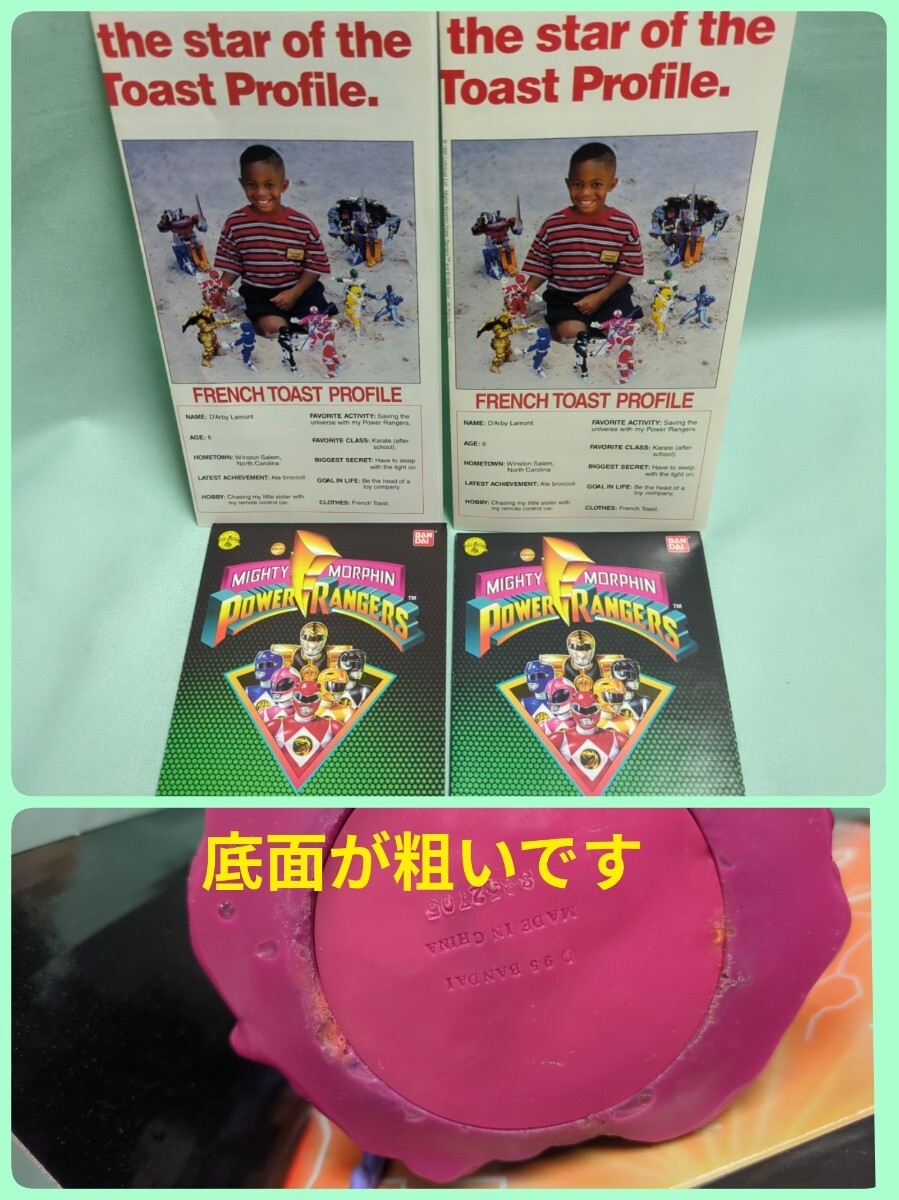 the star of the
Toast Profile.
FRENCH TOAST PROFILE
NAME: D'Arby Lamont
AGE: 6
HOMETOWN: Winston Salem,
North Carolina
LATEST ACHIEVEMENT: Ate broccoli.
HOBBY: Chasing my little sister with
my remote control car.
FAVORITE ACTIVITY: Saving the
universe with my Power Rangers.
FAVORITE CLASS: Karate (after
school).
BIGGEST SECRET: Have to sleep
with the light on.
GOAL IN LIFE: Be the head of a
toy company.
CLOTHES: French Toast.
the star of the
Toast Profile.
FRENCH TOAST PROFILE
NAME: D'Arby Lamont
AGE: 6
HOMETOWN: Winston Salem,
North Carolina
LATEST ACHIEVEMENT: Ate broccoli.
HOBBY: Chasing my little sister with
my remote control car.
FAVORITE ACTIVITY: Saving the
universe with my Power Rangers.
FAVORITE CLASS: Karate (after
school).
BIGGEST SECRET: Have to sleep
with the light on.
GOAL IN LIFE: Be the head of a
toy company.
CLOTHES: French Toast.
BAN
DAI
MIGHTY MORPHIN
POWER RANGERS™
BAN
DAI
MIGHTY MORPHIN
POWER RANGERS™
底面が粗いです
© 95 BANDAI
MADE IN CHINA